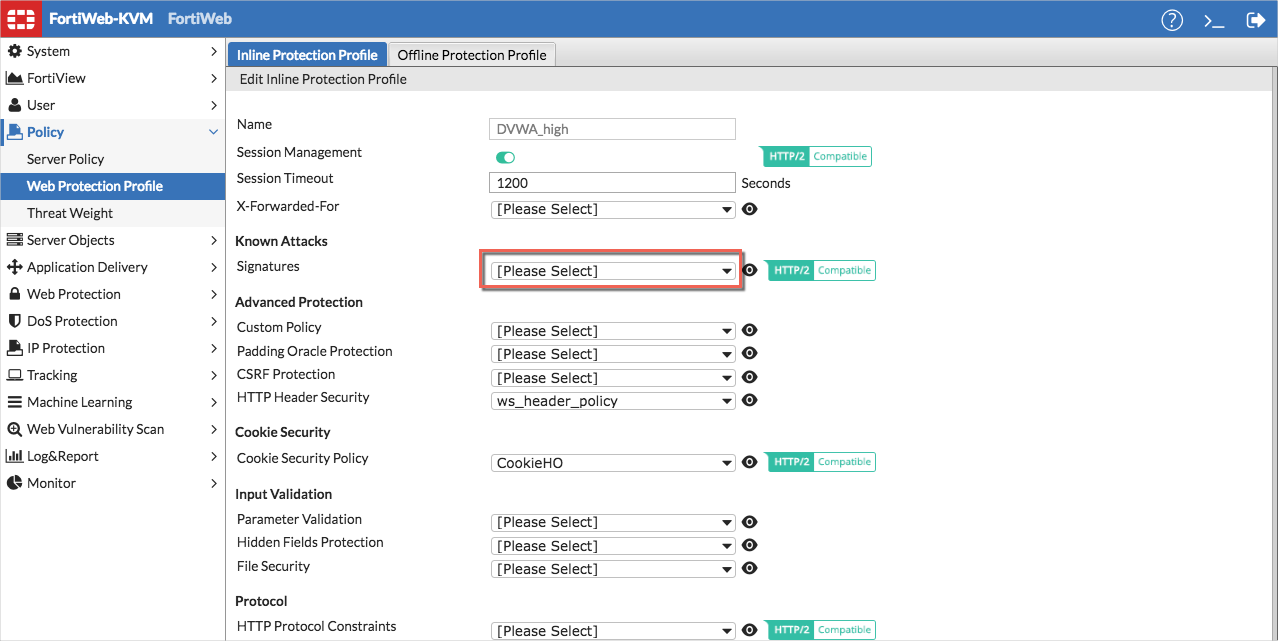 FortiWeb-KVM FortiWeb
System
FortiView
User
Policy
Server Policy
Web Protection Profile
Threat Weight
Server Objects
Application Delivery
Web Protection
DoS Protection
IP Protection
Tracking
Machine Learning
Web Vulnerability Scan
Log&Report
Monitor
Inline Protection Profile Offline Protection Profile
Edit Inline Protection Profile
Name DVWA_high
Session Management HTTP/2 Compatible
Session Timeout 1200 Seconds
X-Forwarded-For [Please Select]
Known Attacks
Signatures [Please Select] HTTP/2 Compatible
Advanced Protection
Custom Policy [Please Select]
Padding Oracle Protection [Please Select]
CSRF Protection [Please Select]
HTTP Header Security ws_header_policy
Cookie Security
Cookie Security Policy CookieHO HTTP/2 Compatible
Input Validation
Parameter Validation [Please Select]
Hidden Fields Protection [Please Select]
File Security [Please Select]
Protocol
HTTP Protocol Constraints [Please Select] HTTP/2 Compatible